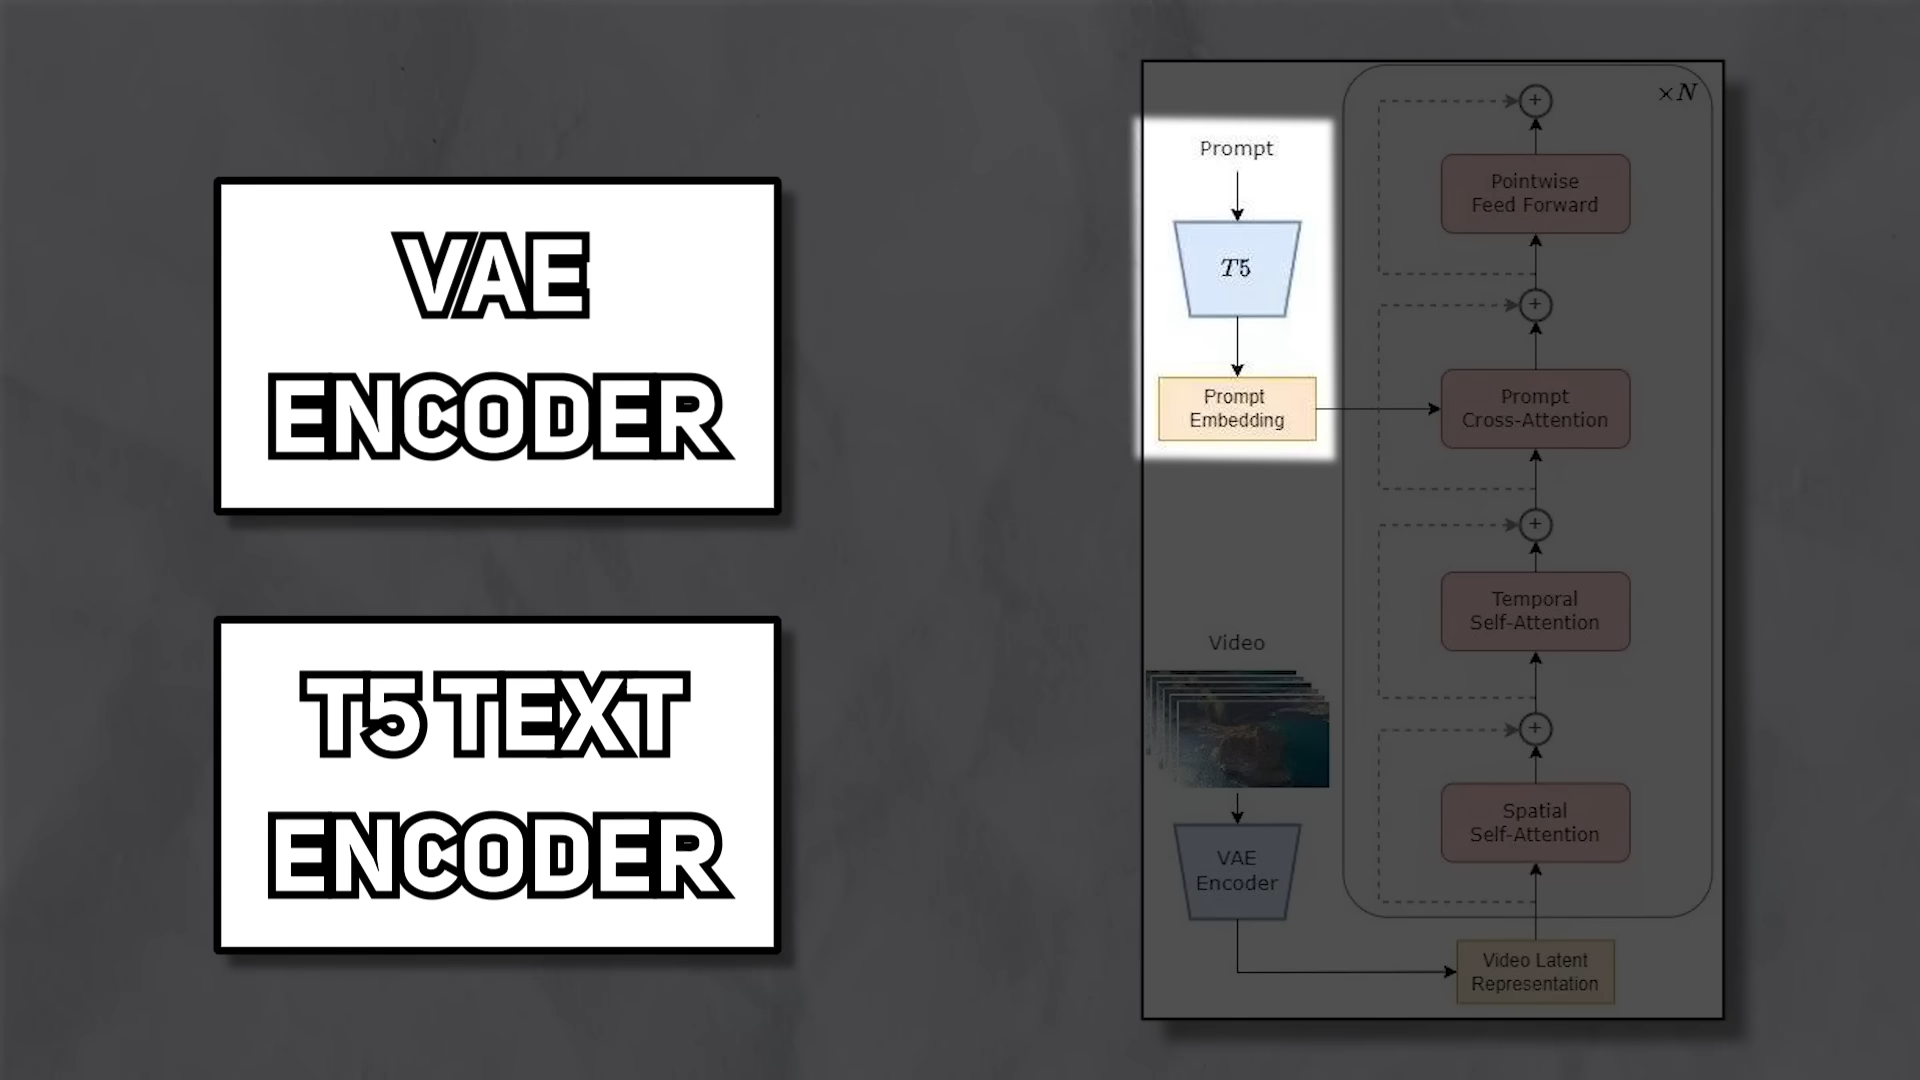 VAE
ENCODER
T5 TEXT
ENCODER
×N
Prompt
T5
Prompt
Embedding
Pointwise
Feed Forward
Prompt
Cross-Attention
Temporal
Self-Attention
Video
Spatial
Self-Attention
VAE
Encoder
Video Latent
Representation
+
+
+
+